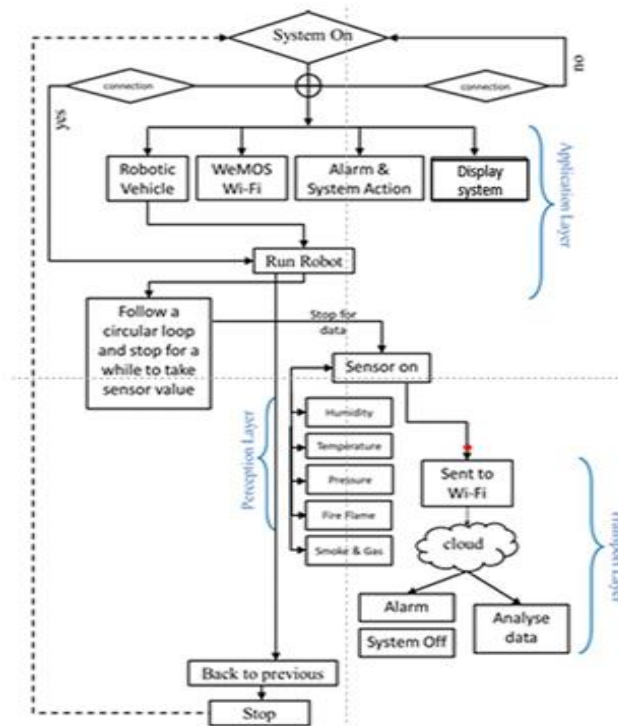 System On
connection
connection
no
yes
Robotic
Vehicle
WeMOS
Wi-Fi
Alarm &
System Action
Display
system
Application Layer
Run Robot
Follow a
circular loop
and stop for a
while to take
sensor value
Stop for
data
Sensor on
Humidity
Temperature
Pressure
Fire Flame
Smoke & Gas
Perception Layer
Sent to
Wi-Fi
cloud
Alarm
System Off
Analyse
data
Layer
Back to previous
Stop